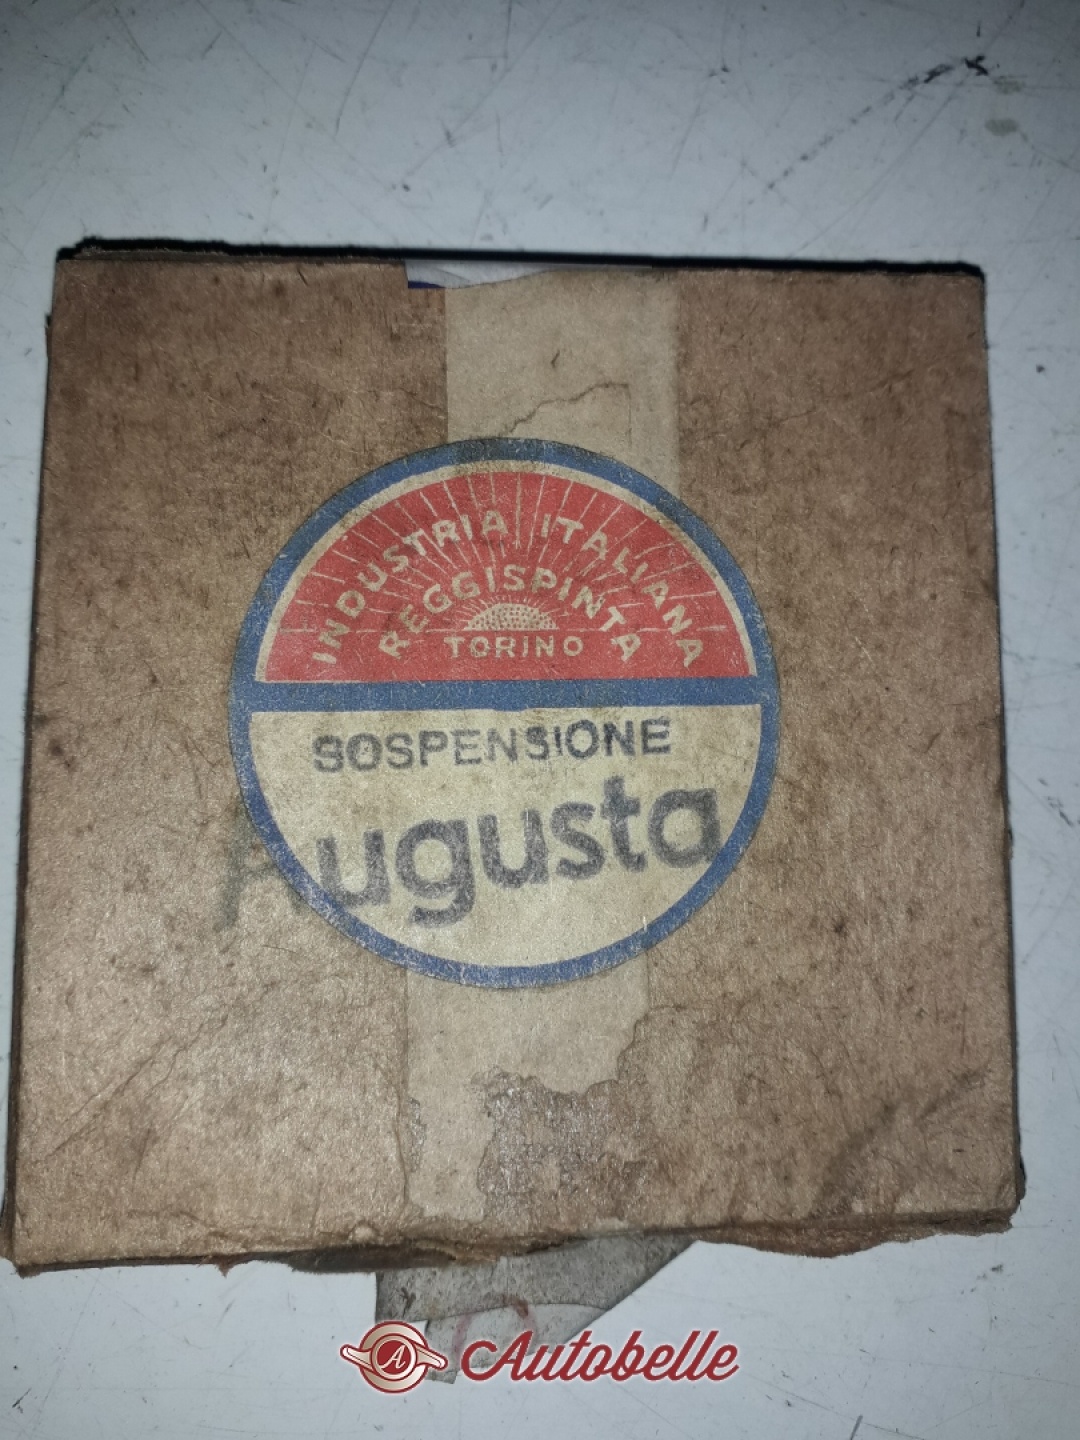 INDUSTRIA ITALIANA
REGGISPINTA
TORINO
SOSPENSIONE
Augusta
A Autobelle